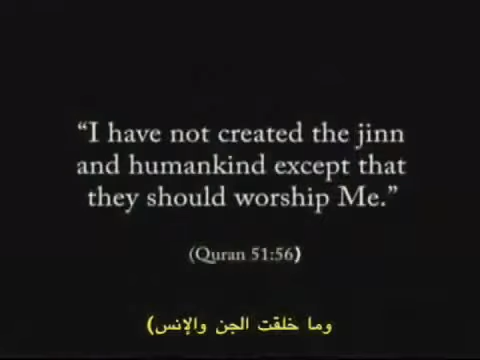 “I have not created the jinn
and humankind except that
they should worship Me.”
(Quran 51:56)
وما خلقت الجن والإنس)